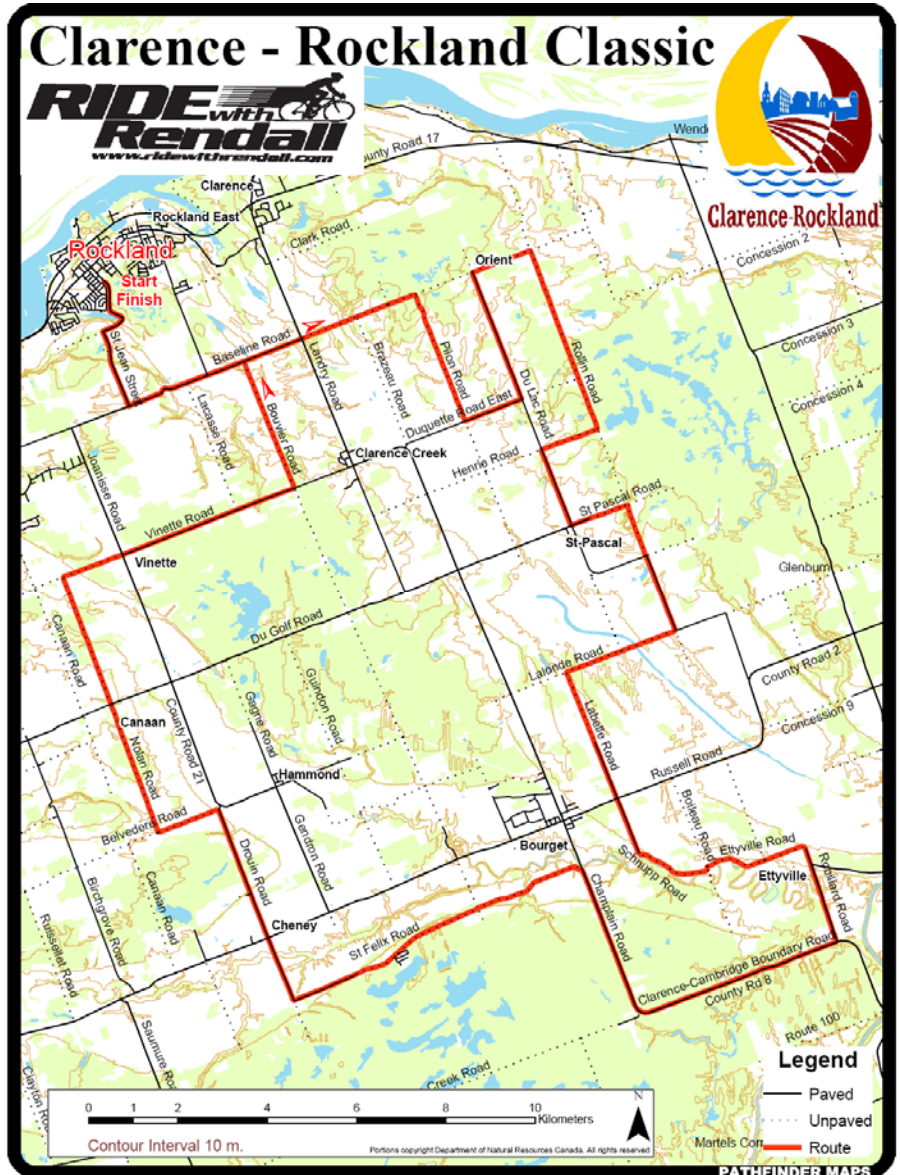 Clarence - Rockland Classic
RIDE with
Rendall
www.ridewithrendall.com
Clarence-Rockland
County Road 17
Clarence
Rockland East
Rockland
Start
Finish
Clark Road
Orient
Concession 2
Concession 3
Concession 4
St Jean Street
Baseline Road
Landry Road
Brazeau Road
Pilon Road
Du Lac Road
Rollin Road
Lacasse Road
Bouvier Road
Duquette Road East
Clarence Creek
Henrie Road
Joanisse Road
Vinette Road
St Pascal Road
St-Pascal
Vinette
Glenburn
Canaan Road
Du Golf Road
Lalonde Road
County Road 2
Guindon Road
Gagne Road
County Road 21
Canaan
Nolan Road
Labette Road
Concession 9
Russell Road
Hammond
Belvedere Road
Gendron Road
Boileau Road
Bourget
Ettyville Road
Schnupp Road
Ettyville
Robillard Road
Drouin Road
Birchgrove Road
Canaan Road
Champlain Road
Cheney
St Felix Road
Russellet Road
Clarence-Cambridge Boundary Road
County Rd 8
Route 100
Creek Road
Legend
Paved
Unpaved
Route
0 1 2 4 6 8 10
Kilometers
N
Contour Interval 10 m.
Portions copyright Department of Natural Resources Canada. All rights reserved
PATHFINDER MAPS